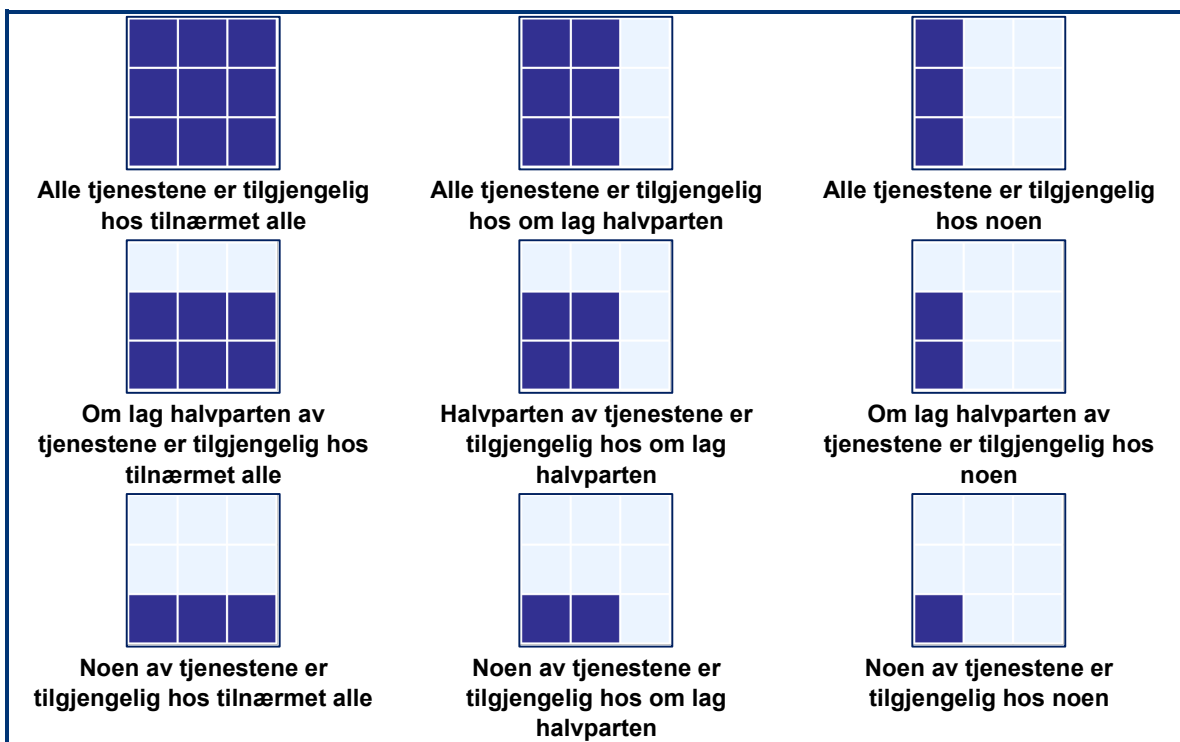 Alle tjenestene er tilgjengelig
hos tilnærmet alle
Alle tjenestene er tilgjengelig
hos om lag halvparten
Alle tjenestene er tilgjengelig
hos noen
Om lag halvparten av
tjenestene er tilgjengelig hos
tilnærmet alle
Halvparten av tjenestene er
tilgjengelig hos om lag
halvparten
Om lag halvparten av
tjenestene er tilgjengelig hos
noen
Noen av tjenestene er
tilgjengelig hos tilnærmet alle
Noen av tjenestene er
tilgjengelig hos om lag
halvparten
Noen av tjenestene er
tilgjengelig hos noen